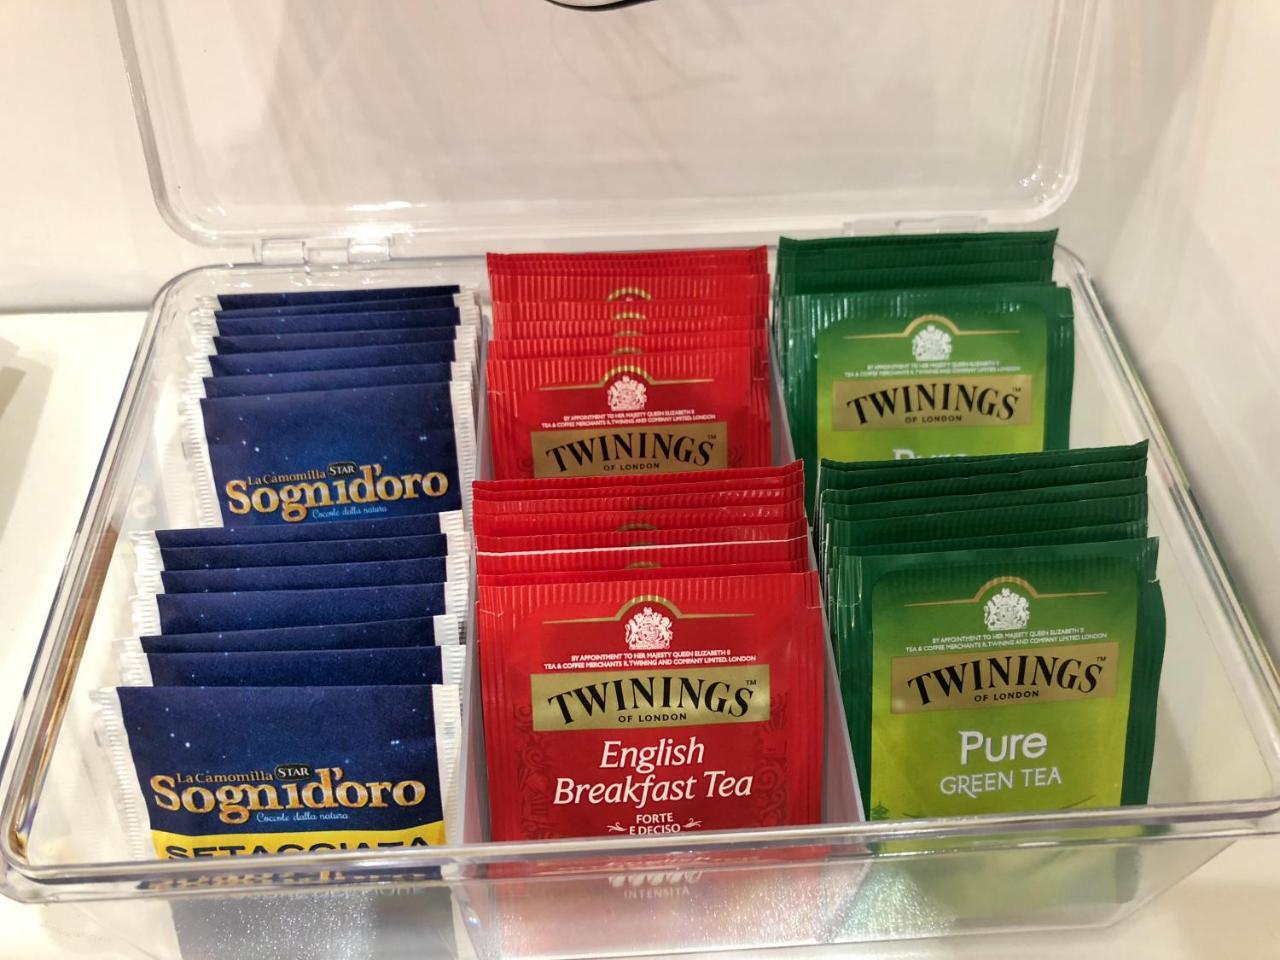 La Camomilla STAR
Sognid'oro
Coccole dalla natura
BY APPOINTMENT TO HER MAJESTY QUEEN ELIZABETH II
TEA & COFFEE MERCHANTS R. TWINING AND COMPANY LIMITED, LONDON
TWININGS™
OF LONDON
BY APPOINTMENT TO HER MAJESTY QUEEN ELIZABETH II
TEA & COFFEE MERCHANTS R. TWINING AND COMPANY LIMITED LONDON
TWININGS™
OF LONDON
Pure
La Camomilla STAR
Sognid'oro
Coccole dalla natura
SETACCIATA
BY APPOINTMENT TO HER MAJESTY QUEEN ELIZABETH II
TEA & COFFEE MERCHANTS R. TWINING AND COMPANY LIMITED, LONDON
TWININGS™
OF LONDON
English
Breakfast Tea
FORTE
E DECISO
INTENSITÀ
BY APPOINTMENT TO HER MAJESTY QUEEN ELIZABETH II
TEA & COFFEE MERCHANTS R. TWINING AND COMPANY LIMITED, LONDON
TWININGS™
OF LONDON
Pure
GREEN TEA